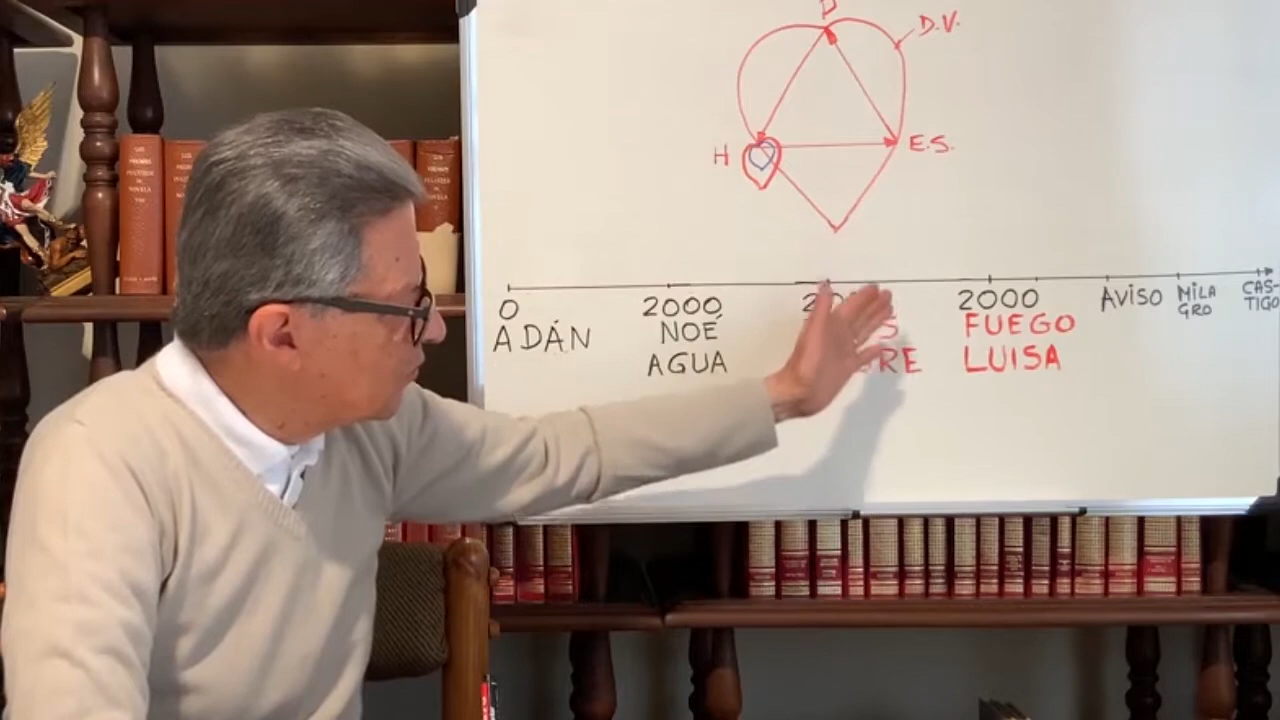 D.V.
H
E.S.
0
ADÁN
2000
NOÉ
AGUA
2000
FUEGO
LUISA
AVISO
MILA
GRO
CAS-
TIGO